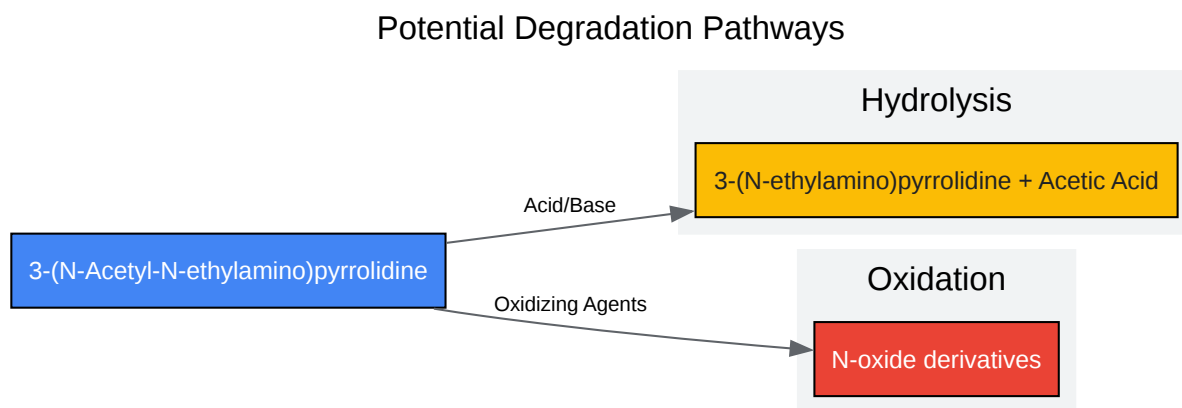 Potential Degradation Pathways
Hydrolysis
3-(N-ethylamino)pyrrolidine + Acetic Acid
Acid/Base
3-(N-Acetyl-N-ethylamino)pyrrolidine
Oxidizing Agents
Oxidation
N-oxide derivatives